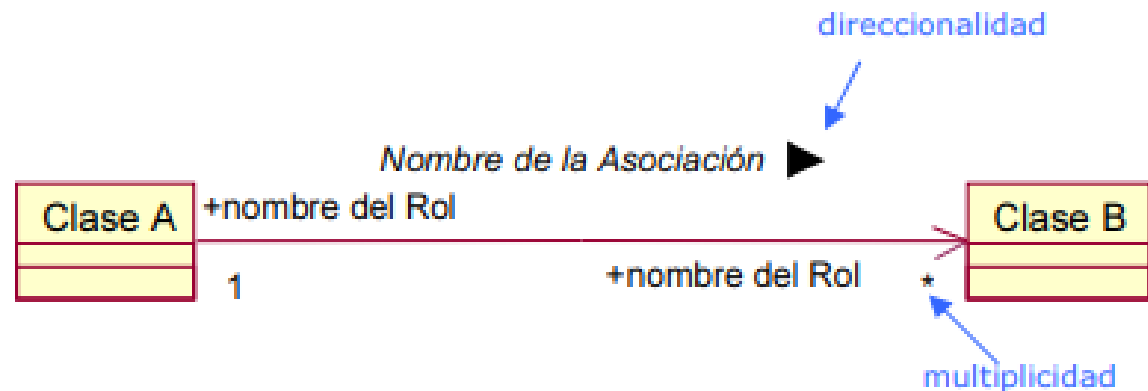 direccionalidad
Nombre de la Asociación
Clase A
+nombre del Rol
Clase B
1
+nombre del Rol
*
multiplicidad